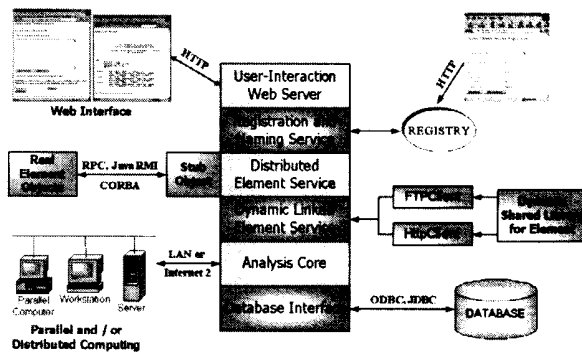 HTTP
User-Interaction
Web Server
HTTP
Web Interface
Registration and
Naming Service
REGISTRY
Real
Element
Objects
RPC, Java RMI
CORBA
Stub
Object
Distributed
Element Service
Dynamic Linked
Element Service
FTPClient
HttpClient
Dynamic
Shared Library
for Element
LAN or
Internet 2
Analysis Core
Parallel
Computer
Workstation
Server
Database Interface
ODBC, JDBC
DATABASE
Parallel and / or
Distributed Computing